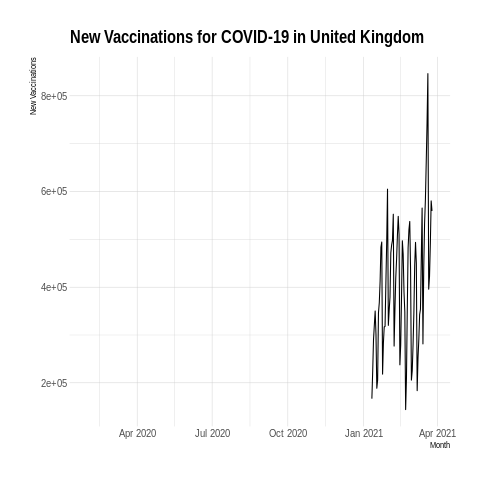 New Vaccinations for COVID-19 in United Kingdom
New Vaccinations
8e+05
6e+05
4e+05
2e+05
Apr 2020 Jul 2020 Oct 2020 Jan 2021 Apr 2021
Month